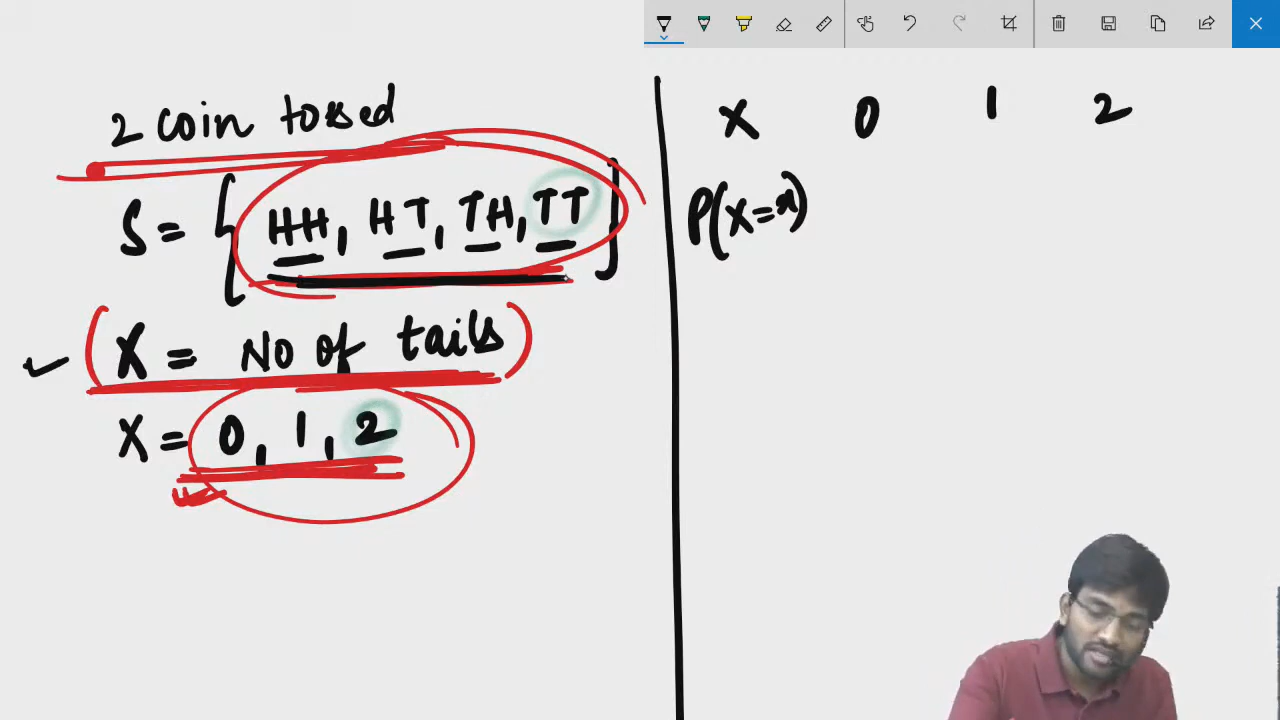 2 coin tossed
S = { HH, HT, TH, TT }
X = No of tails
X = 0, 1, 2
X 0 1 2
P(X=x)